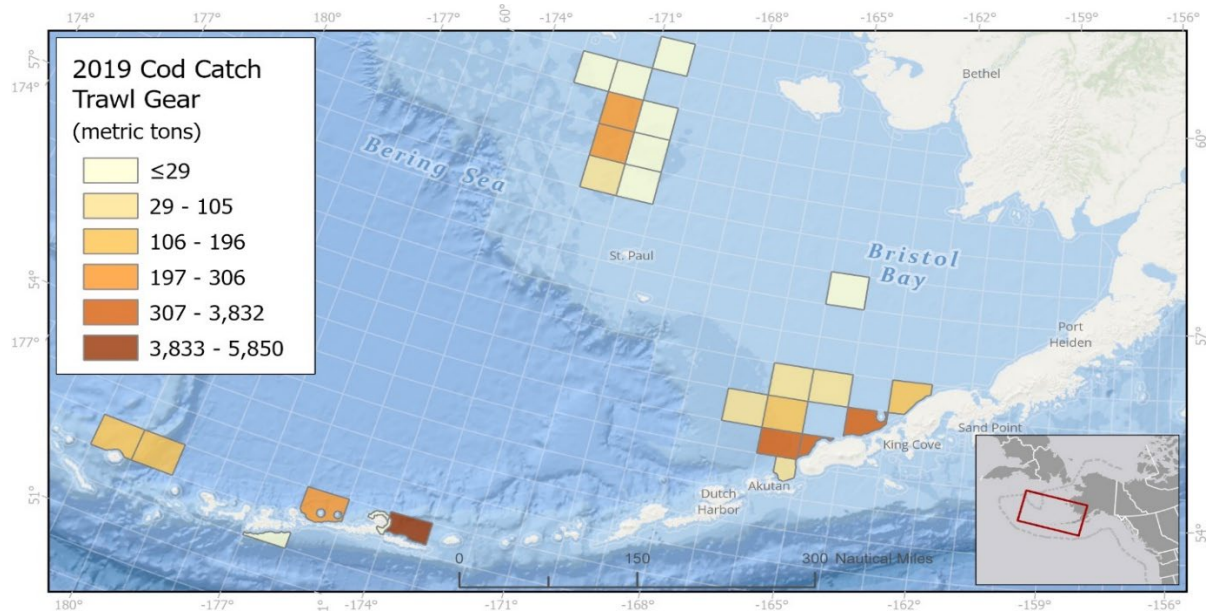 174° 177° 180° -177° 60° -171° -168° -165° -162° -159° -156°
57°
174°
2019 Cod Catch
Trawl Gear
(metric tons)
≤29
29 - 105
106 - 196
197 - 306
307 - 3,832
3,833 - 5,850
Bethel
60°
Bering Sea
St. Paul
Bristol
Bay
54°
177°
Port
Heiden
57°
King Cove
Sand Point
Akutan
Dutch
Harbor
51°
54°
0 150 300 Nautical Miles
180° -177° -174° -171° -168° -165° -162° -159° -156°